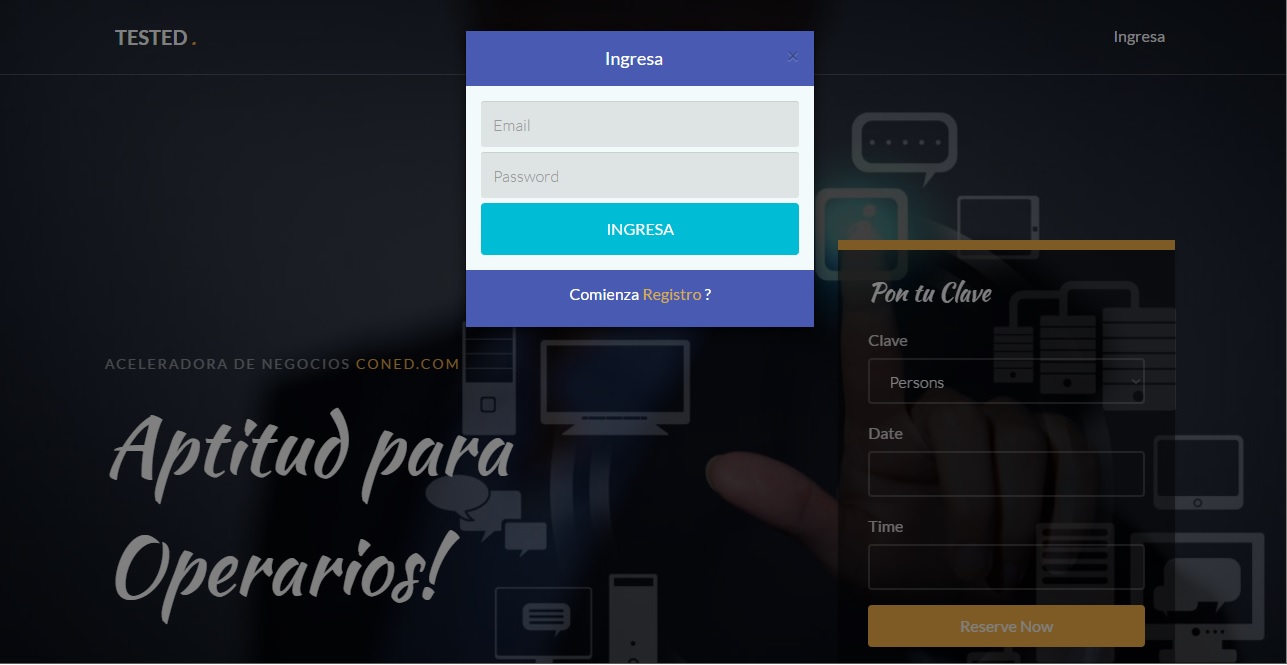 TESTED .
Ingresa
Ingresa
×
Email
Password
INGRESA
Comienza Registro ?
ACELERADORA DE NEGOCIOS CONED.COM
Aptitud para
Operarios!
Pon tu Clave
Clave
Persons
Date
Time
Reserve Now